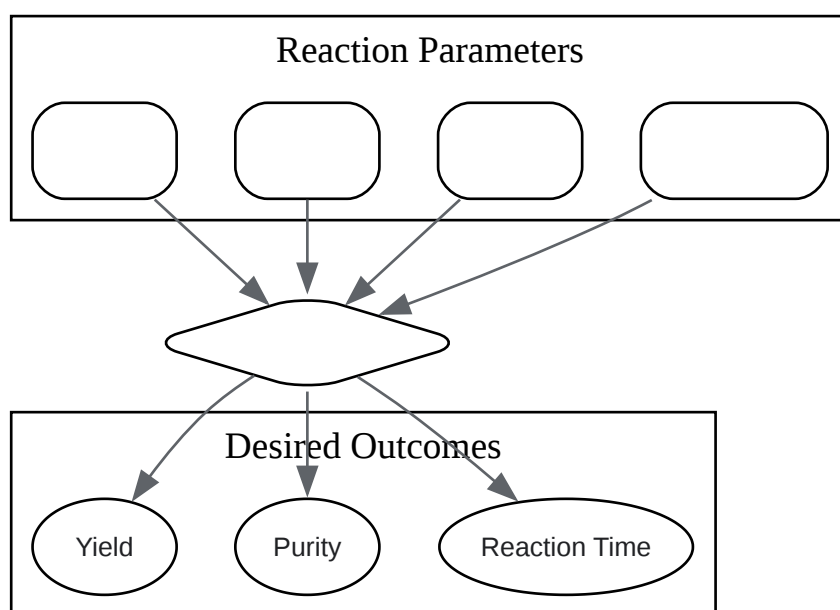 Reaction Parameters
Desired Outcomes
Yield
Purity
Reaction Time